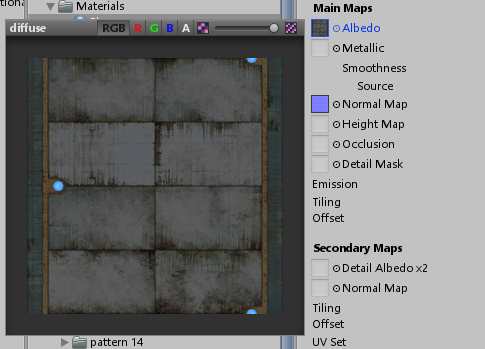 Materials
diffuse RGB R G B A
pattern 14
Main Maps
Albedo
Metallic
Smoothness
Source
Normal Map
Height Map
Occlusion
Detail Mask
Emission
Tiling
Offset
Secondary Maps
Detail Albedo x2
Normal Map
Tiling
Offset
UV Set